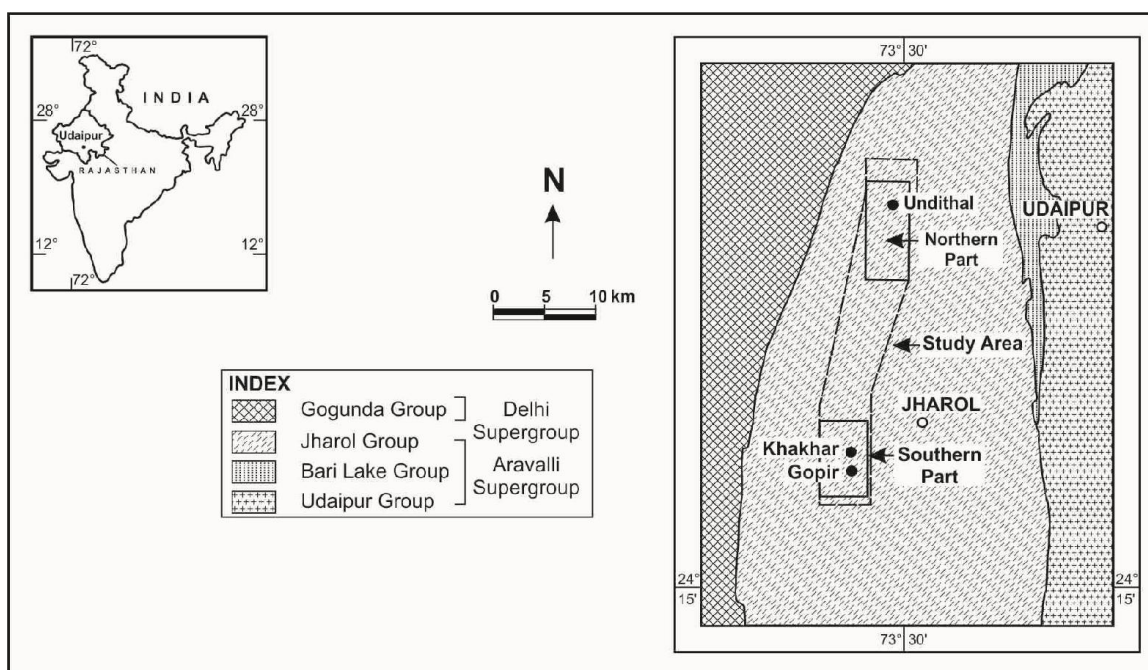 72°
INDIA
28°
28°
Udaipur
RAJASTHAN
12°
12°
72°
N
0 5 10 km
INDEX
Gogunda Group
Delhi
Supergroup
Jharol Group
Bari Lake Group
Aravalli
Supergroup
Udaipur Group
73° 30'
Undithal
UDAIPUR
Northern
Part
Study Area
JHAROL
Khakhar
Southern
Gopir
Part
24°
15'
24°
15'
73° 30'